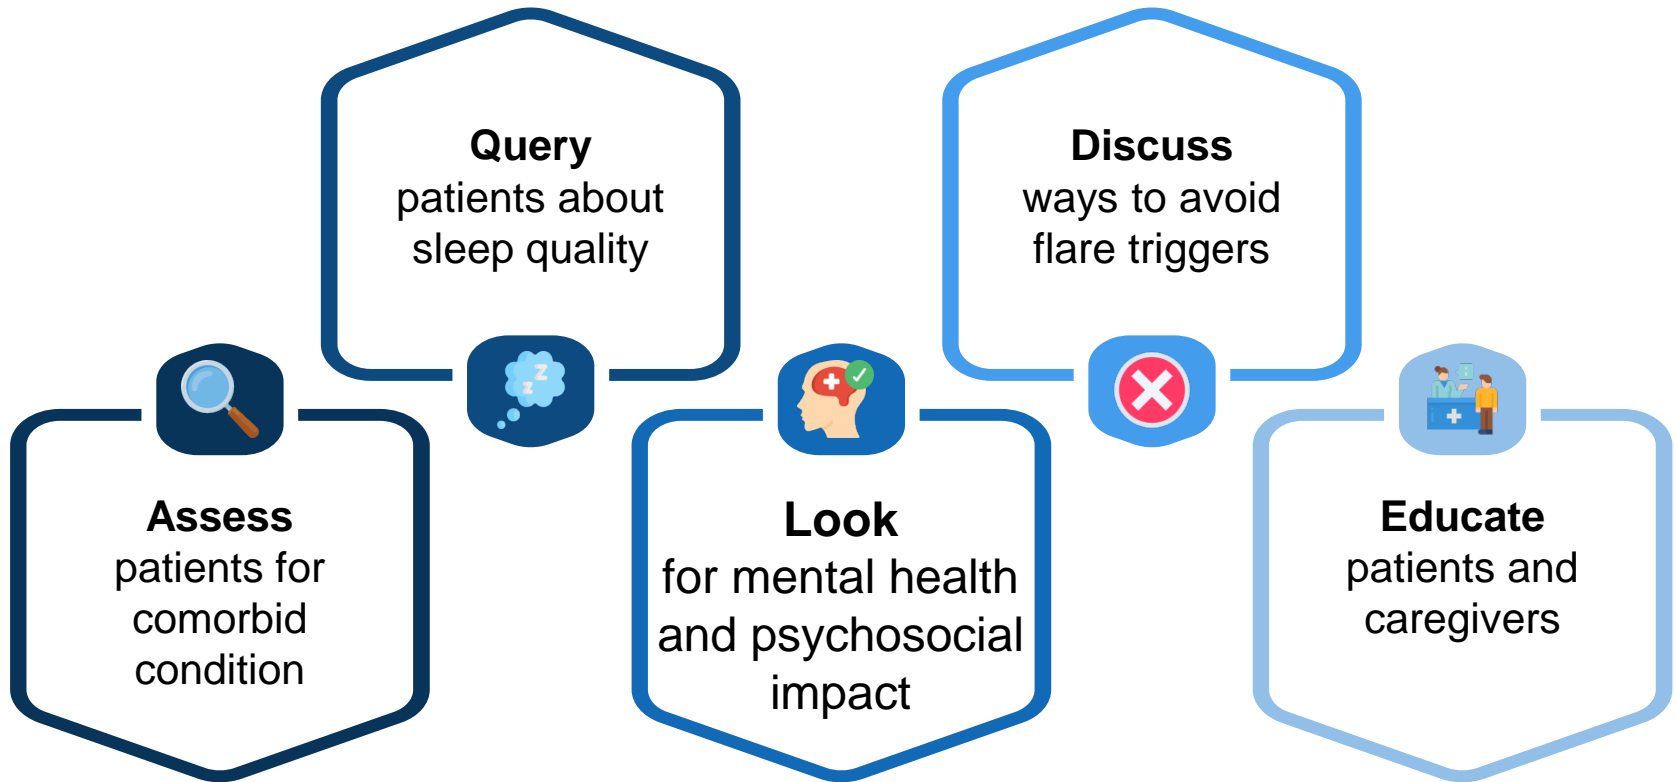 Assess
patients for
comorbid
condition
Query
patients about
sleep quality
Look
for mental health
and psychosocial
impact
Discuss
ways to avoid
flare triggers
Educate
patients and
caregivers